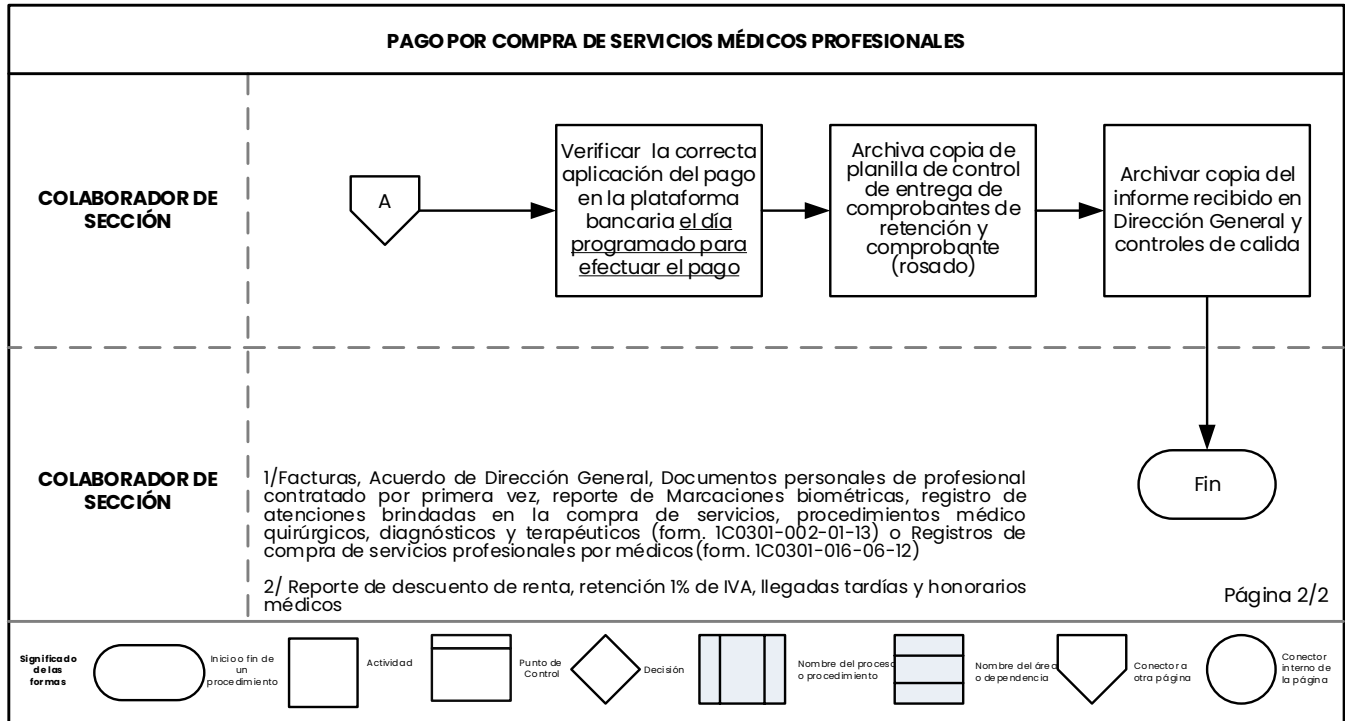 PAGO POR COMPRA DE SERVICIOS MÉDICOS PROFESIONALES
COLABORADOR DE
SECCIÓN
A
Verificar la correcta
aplicación del pago
en la plataforma
bancaria el día
programado para
efectuar el pago
Archiva copia de
planilla de control
de entrega de
comprobantes de
retención y
comprobante
(rosado)
Archivar copia del
informe recibido en
Dirección General y
controles de calida
COLABORADOR DE
SECCIÓN
1/Facturas, Acuerdo de Dirección General, Documentos personales de profesional
contratado por primera vez, reporte de Marcaciones biométricas, registro de
atenciones brindadas en la compra de servicios, procedimientos médico
quirúrgicos, diagnósticos y terapéuticos (form. 1C0301-002-01-13) o Registros de
compra de servicios profesionales por médicos(form. 1C0301-016-06-12)
2/ Reporte de descuento de renta, retención 1% de IVA, llegadas tardías y honorarios
médicos
Fin
Página 2/2
Significado
de las
formas
Inicio o fin de
un
procedimiento
Actividad
Punto de
Control
Decisión
Nombre del proceso
o procedimiento
Nombre del área
o dependencia
Conector a
otra página
Conector
interno de
la página